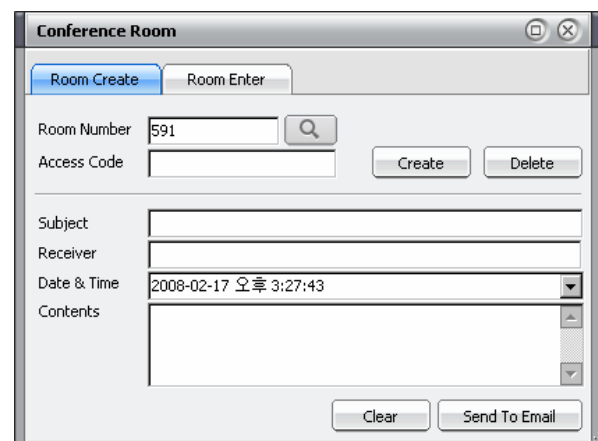 Conference Room
Room Create Room Enter
Room Number 591
Access Code Create Delete
Subject
Receiver
Date & Time 2008-02-17 오후 3:27:43
Contents
Clear Send To Email